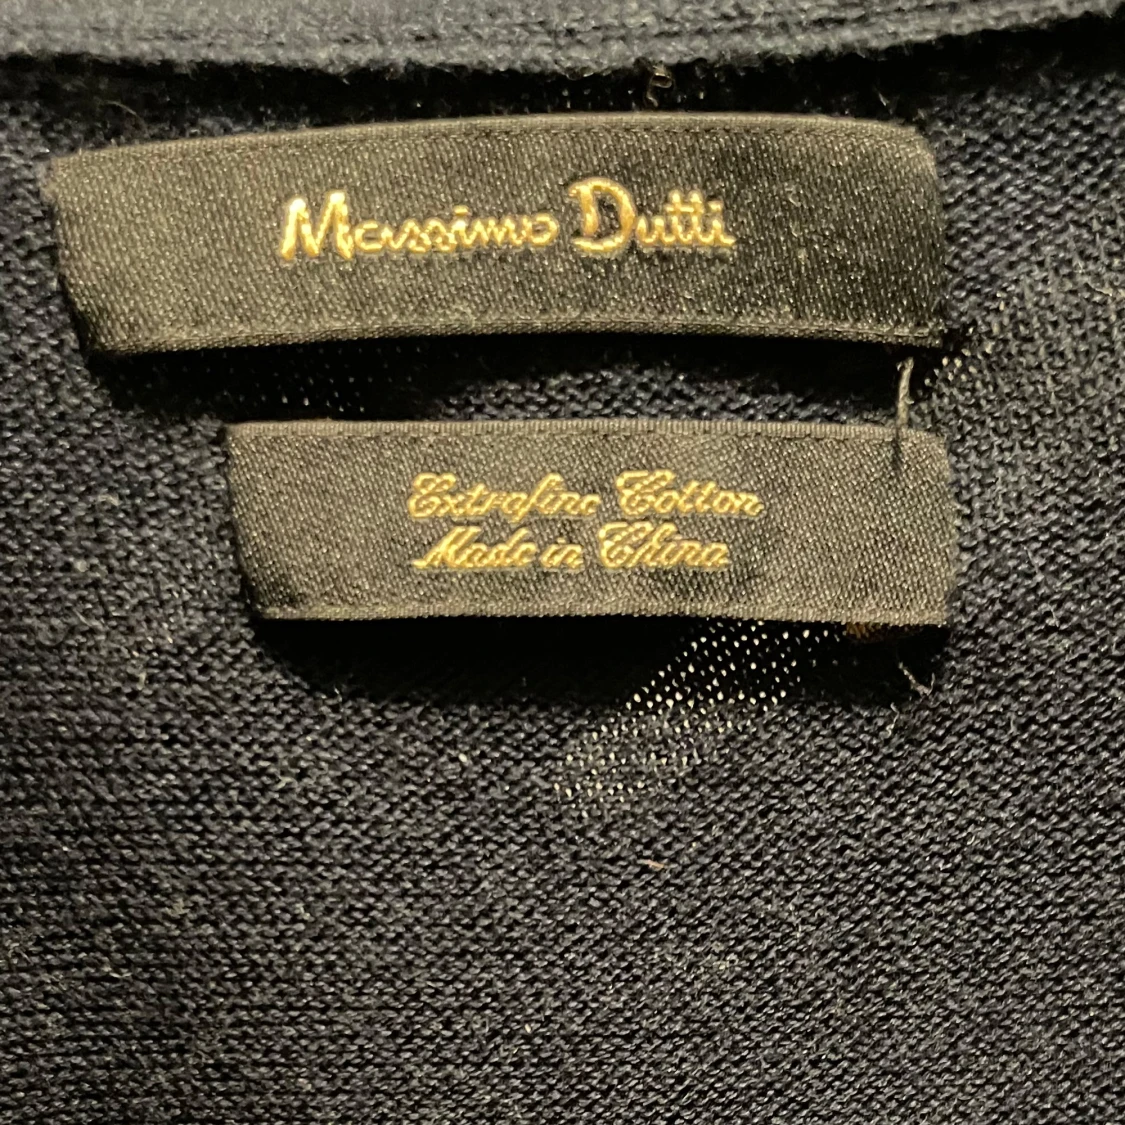 Massimo Dutti
Extrafine Cotton
Made in China